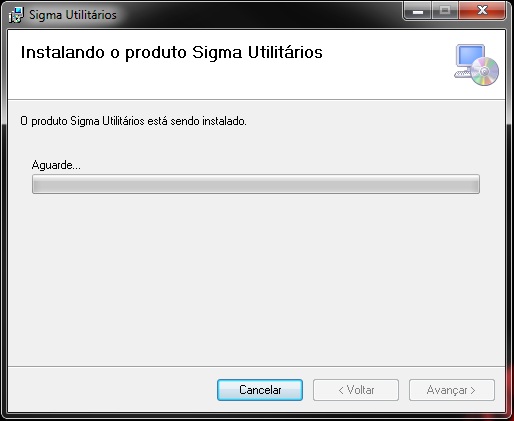 Sigma Utilitários
Instalando o produto Sigma Utilitários
O produto Sigma Utilitários está sendo instalado.
Aguarde...
Cancelar
< Voltar
Avançar >